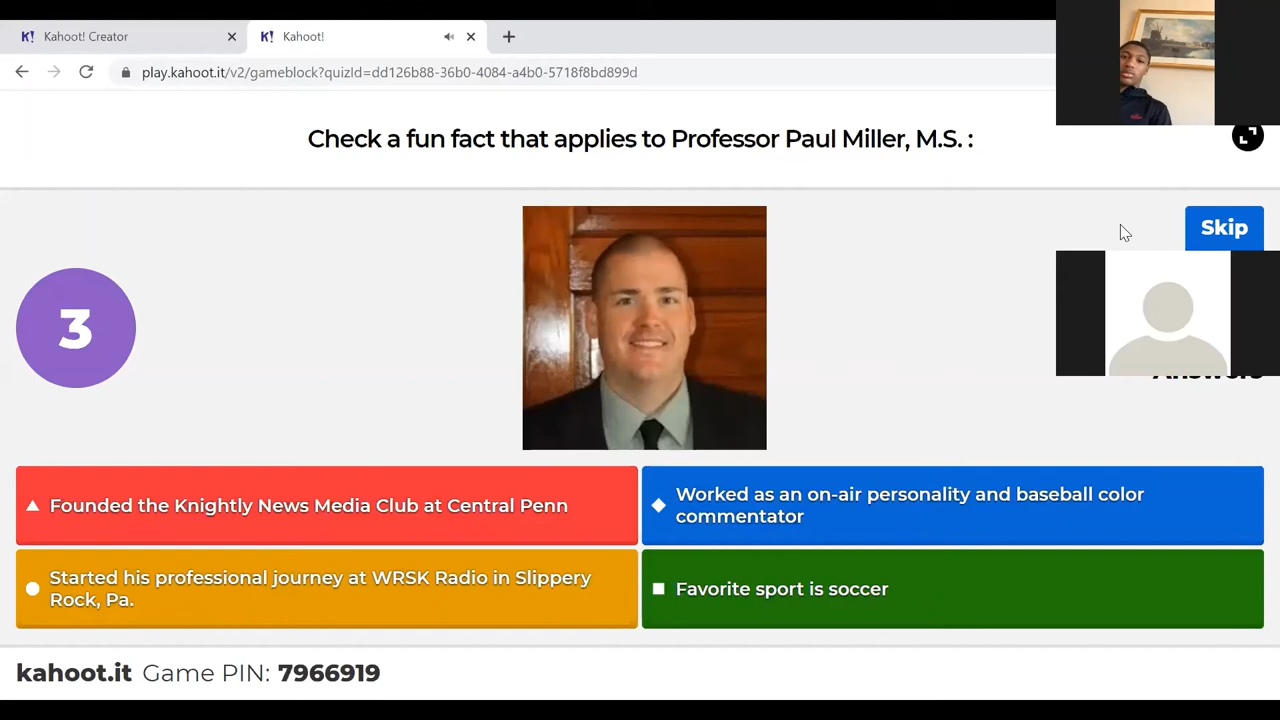 K! Kahoot! Creator
K! Kahoot!
play.kahoot.it/v2/gameblock?quizId=dd126b88-36b0-4084-a4b0-5718f8bd899d
Check a fun fact that applies to Professor Paul Miller, M.S. :
Skip
3
Answers
Founded the Knightly News Media Club at Central Penn
Worked as an on-air personality and baseball color
commentator
Started his professional journey at WRSK Radio in Slippery
Rock, Pa.
Favorite sport is soccer
kahoot.it Game PIN: 7966919